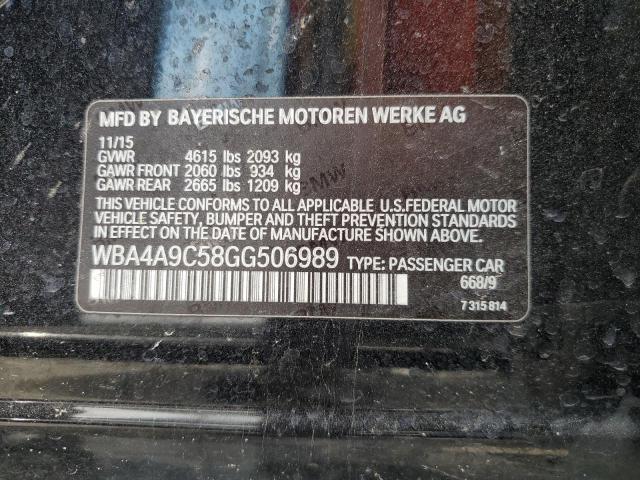 MFD BY BAYERISCHE MOTOREN WERKE AG
11/15
GVWR 4615 lbs 2093 kg
GAWR FRONT 2060 lbs 934 kg
GAWR REAR 2665 lbs 1209 kg
THIS VEHICLE CONFORMS TO ALL APPLICABLE U.S.FEDERAL MOTOR
VEHICLE SAFETY, BUMPER AND THEFT PREVENTION STANDARDS
IN EFFECT ON THE DATE OF MANUFACTURE SHOWN ABOVE.
WBA4A9C58GG506989 TYPE: PASSENGER CAR
668/9
7 315 814